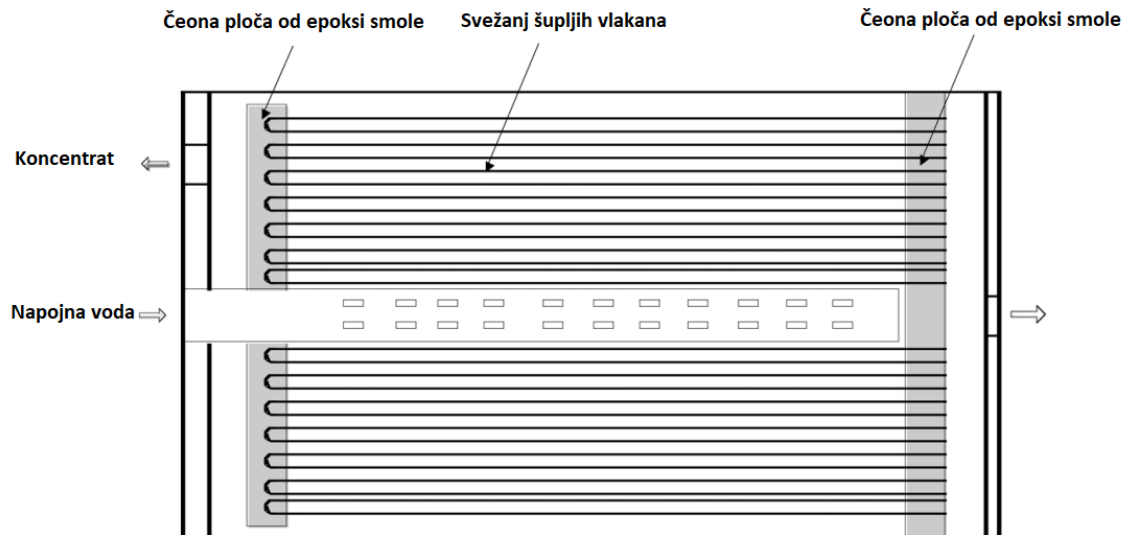 Čeona ploča od epoksi smole
Svežanj šupljih vlakana
Čeona ploča od epoksi smole
Koncentrat
Napojna voda